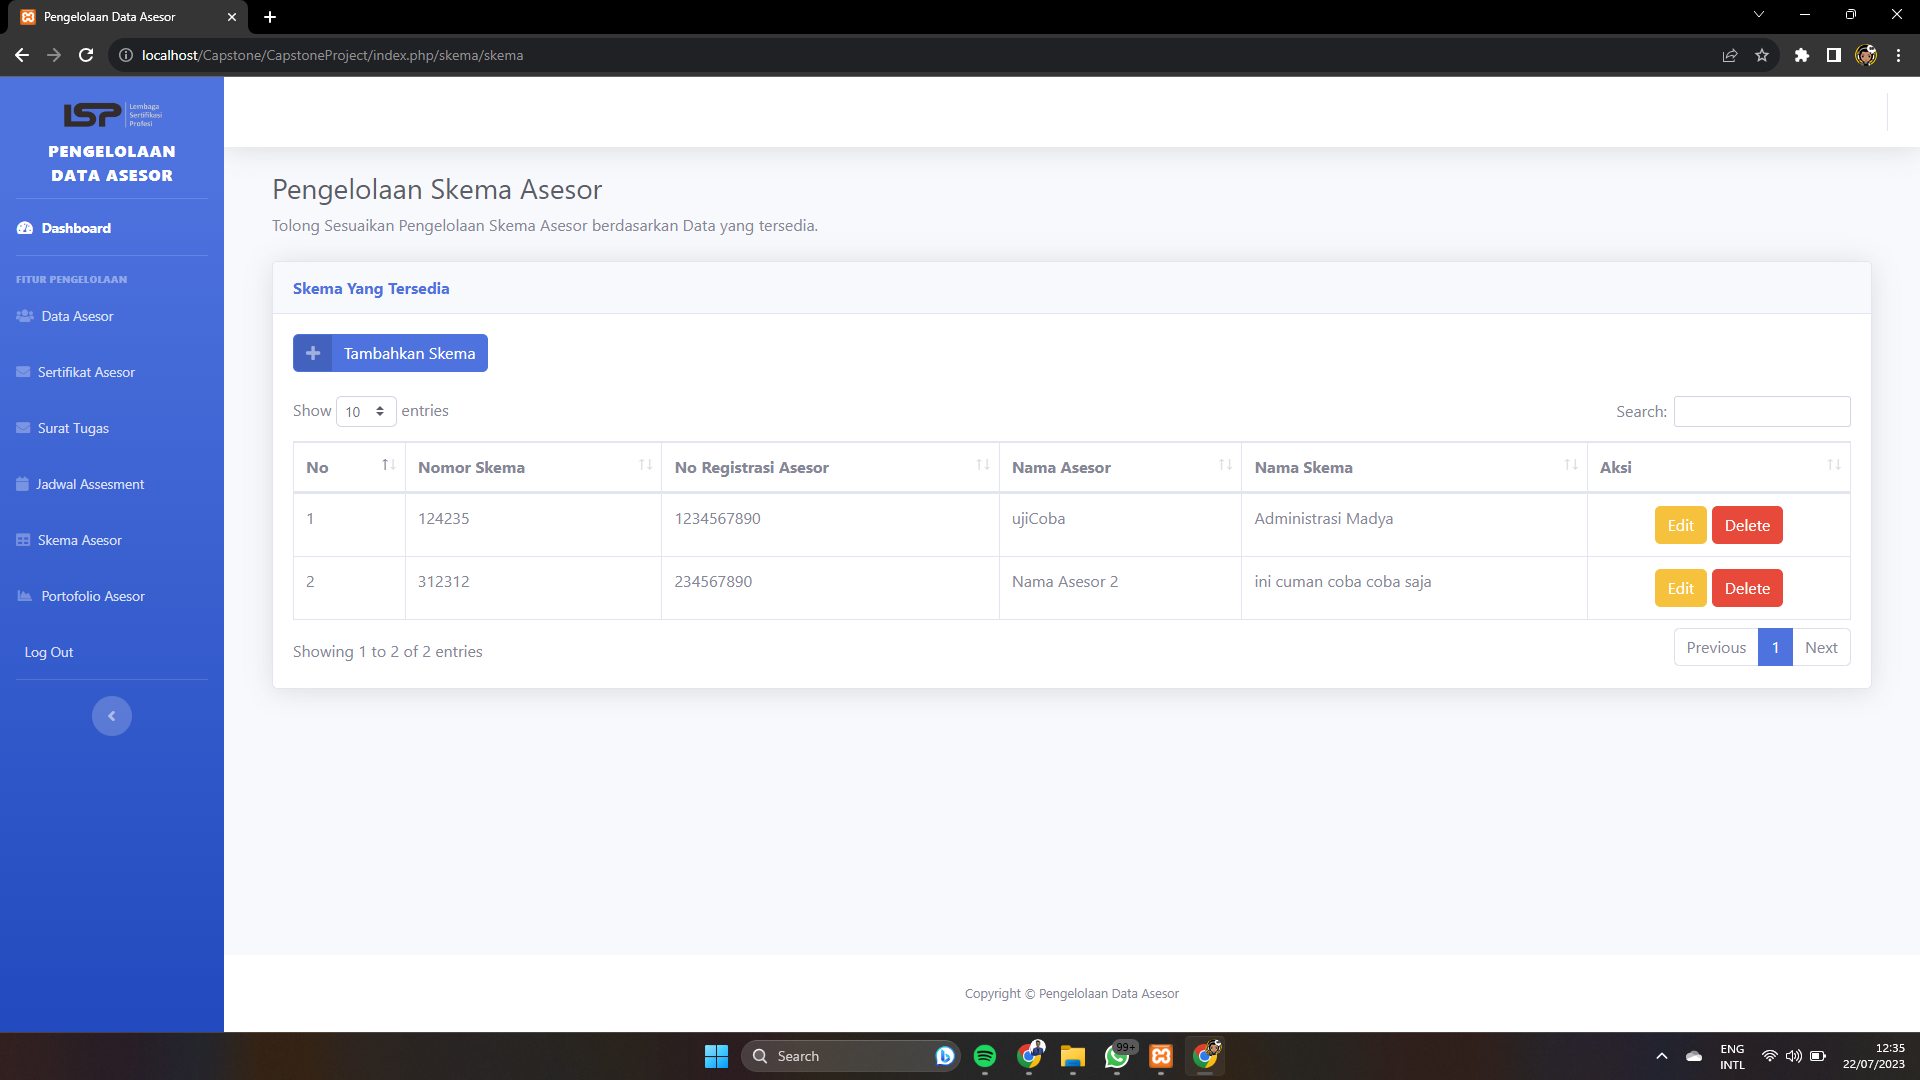 Pengelolaan Data Asesor
localhost/Capstone/CapstoneProject/index.php/skema/skema
LSP Lembaga
Sertifikasi
Profesi
PENGELOLAAN
DATA ASESOR
Dashboard
FITUR PENGELOLAAN
Data Asesor
Sertifikat Asesor
Surat Tugas
Jadwal Assesment
Skema Asesor
Portofolio Asesor
Log Out
Pengelolaan Skema Asesor
Tolong Sesuaikan Pengelolaan Skema Asesor berdasarkan Data yang tersedia.
Skema Yang Tersedia
Tambahkan Skema
Show 10 entries
Search:
No Nomor Skema No Registrasi Asesor Nama Asesor Nama Skema Aksi
1 124235 1234567890 ujiCoba Administrasi Madya Edit Delete
2 312312 234567890 Nama Asesor 2 ini cuman coba coba saja Edit Delete
Showing 1 to 2 of 2 entries
Previous 1 Next
Copyright © Pengelolaan Data Asesor
Search
99+
ENG
INTL
12:35
22/07/2023